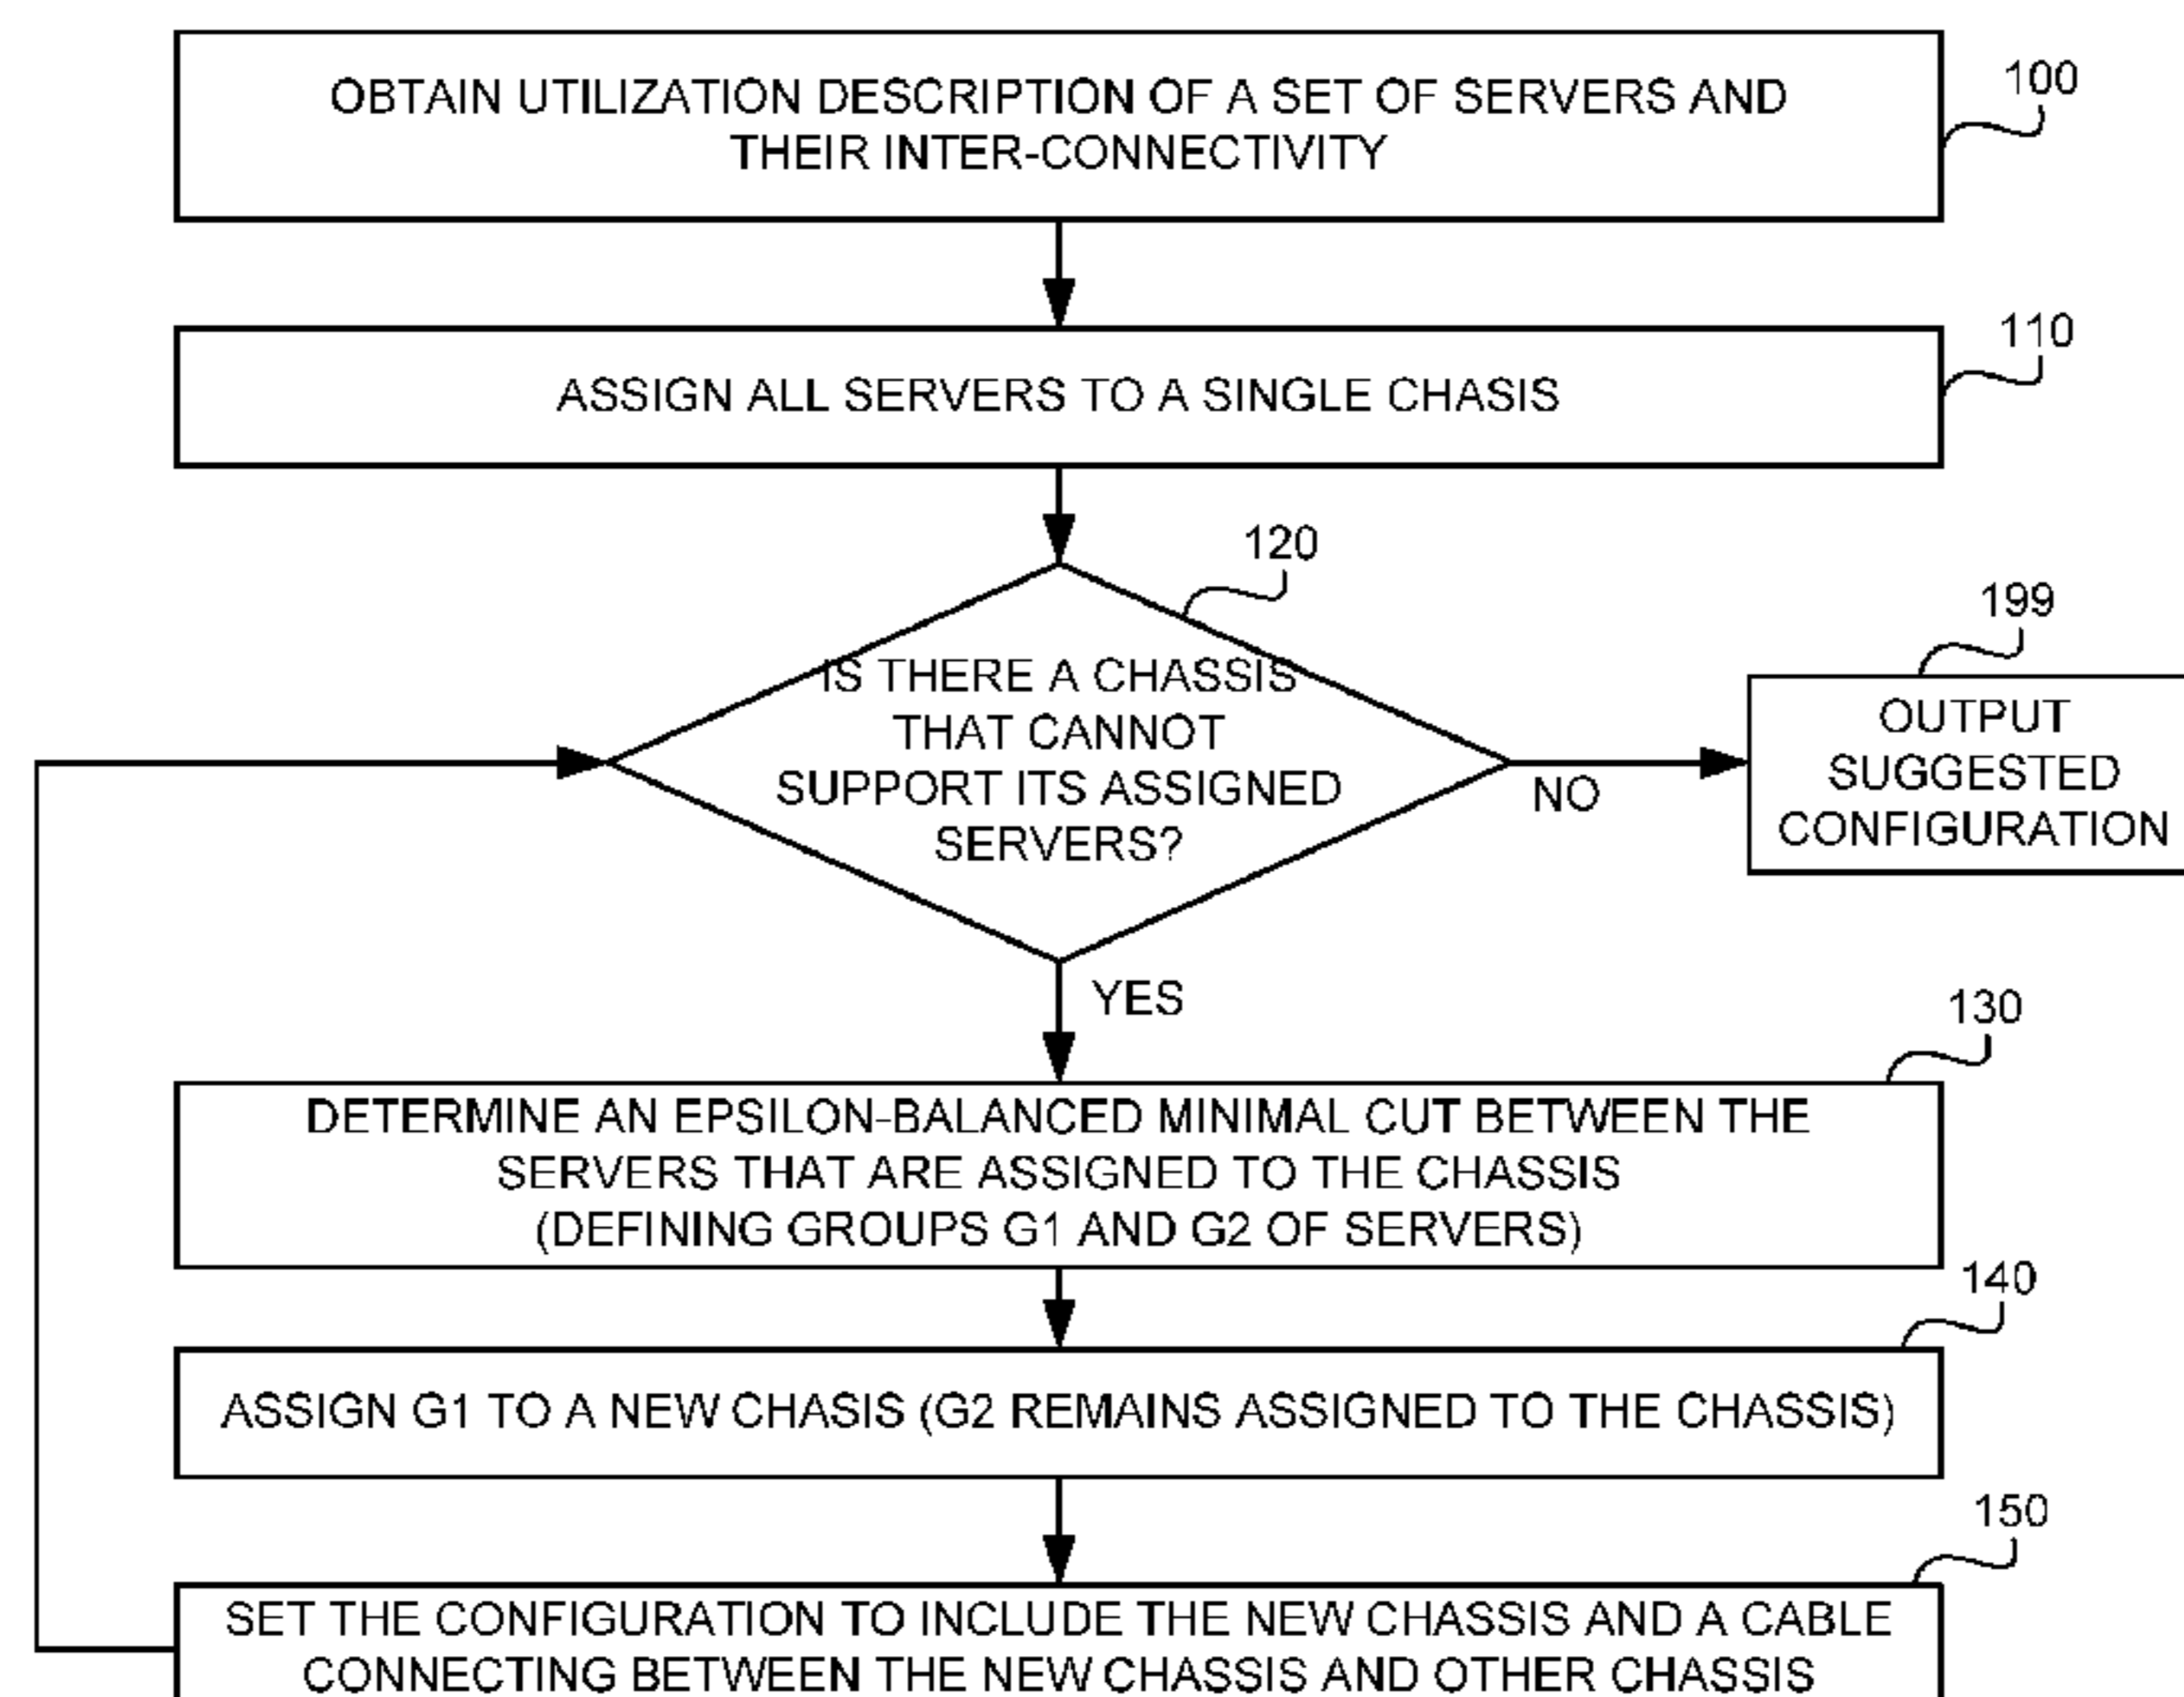 100
OBTAIN UTILIZATION DESCRIPTION OF A SET OF SERVERS AND
THEIR INTER-CONNECTIVITY
110
ASSIGN ALL SERVERS TO A SINGLE CHASIS
120
IS THERE A CHASSIS
THAT CANNOT
SUPPORT ITS ASSIGNED
SERVERS?
NO
199
OUTPUT
SUGGESTED
CONFIGURATION
YES
130
DETERMINE AN EPSILON-BALANCED MINIMAL CUT BETWEEN THE
SERVERS THAT ARE ASSIGNED TO THE CHASSIS
(DEFINING GROUPS G1 AND G2 OF SERVERS)
140
ASSIGN G1 TO A NEW CHASIS (G2 REMAINS ASSIGNED TO THE CHASSIS)
150
SET THE CONFIGURATION TO INCLUDE THE NEW CHASSIS AND A CABLE
CONNECTING BETWEEN THE NEW CHASSIS AND OTHER CHASSIS